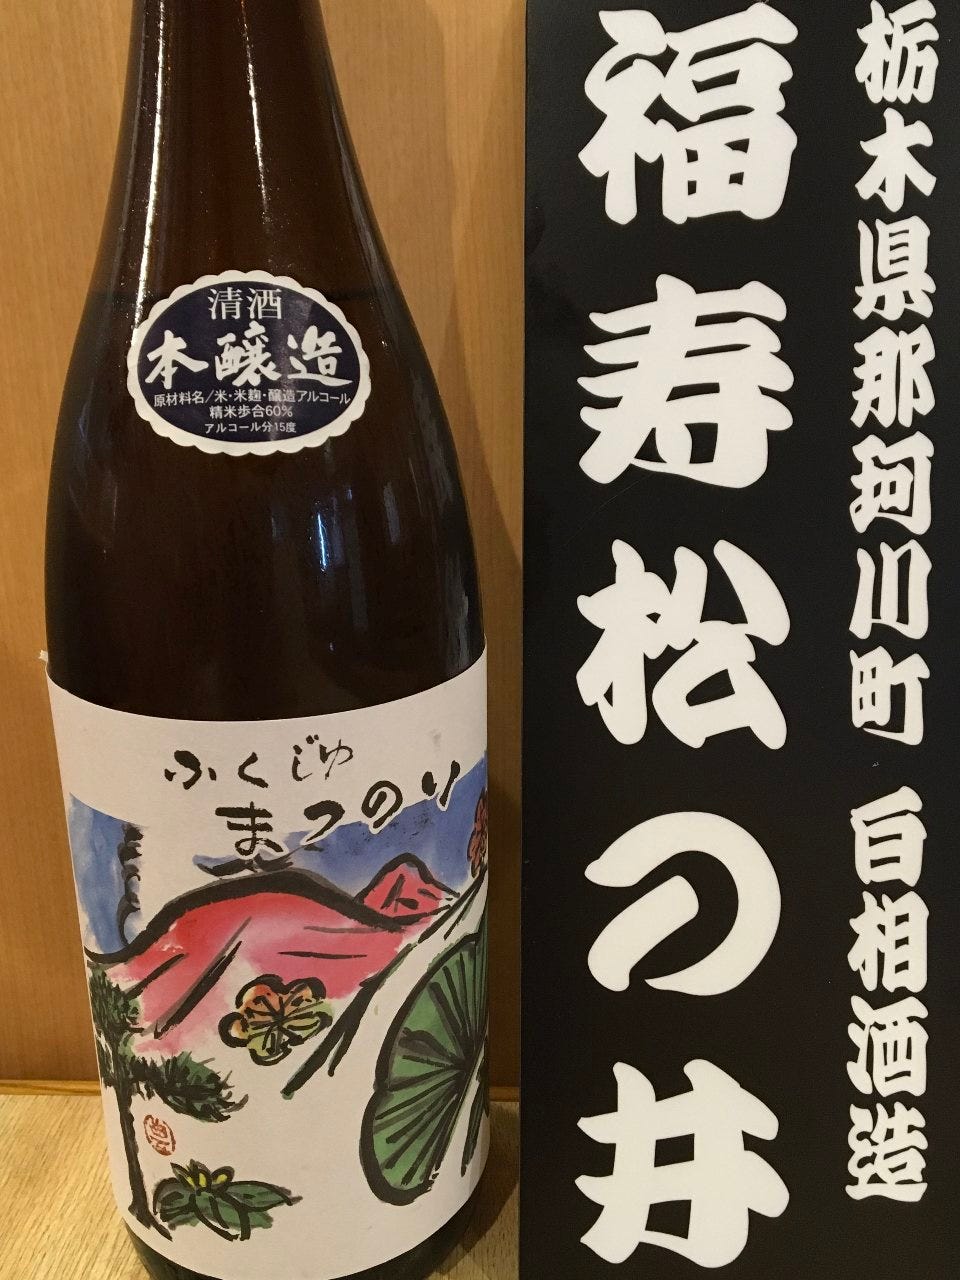 栃木県那珂川町 白相酒造
福寿松の井
清酒
本醸造
原材料名/米・米麹・醸造アルコール
精米歩合60%
アルコール分15度
ふくじゆ
まつのい